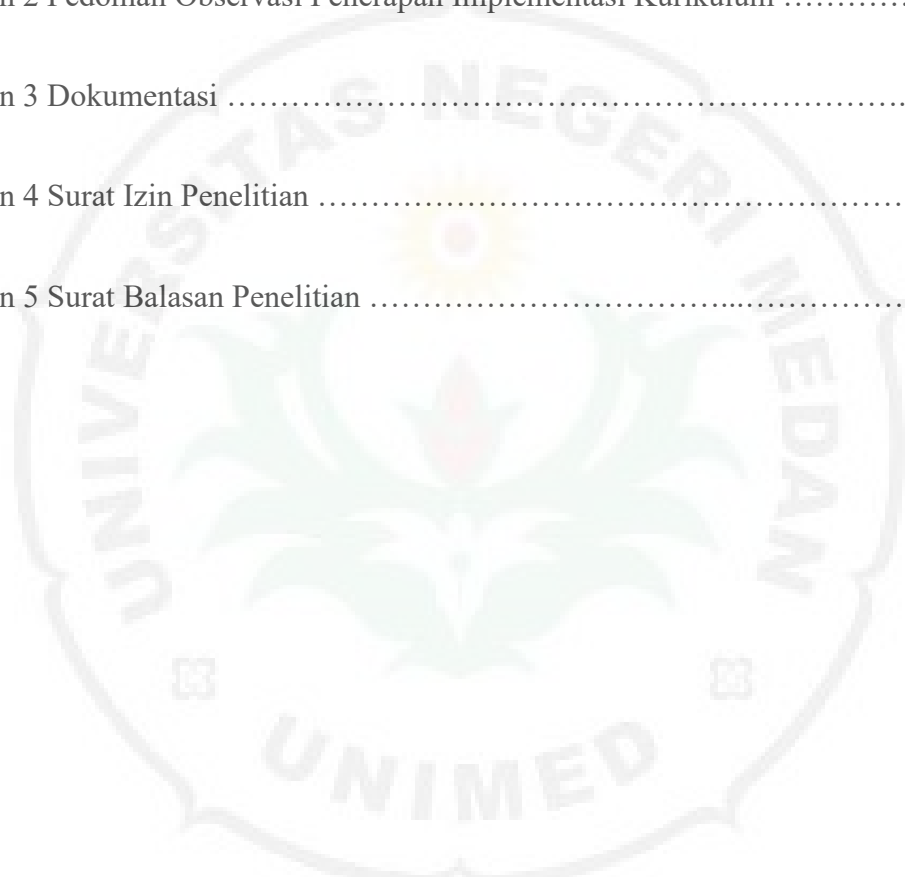 n 2 Pedoman Observasi Penerapan Implementasi Kurikulum …………
n 3 Dokumentasi ……………………………………………………….
n 4 Surat Izin Penelitian ………………………………………………
n 5 Surat Balasan Penelitian ……………………………...……………
UNIVERSITAS NEGERI MEDAN
UNIMED